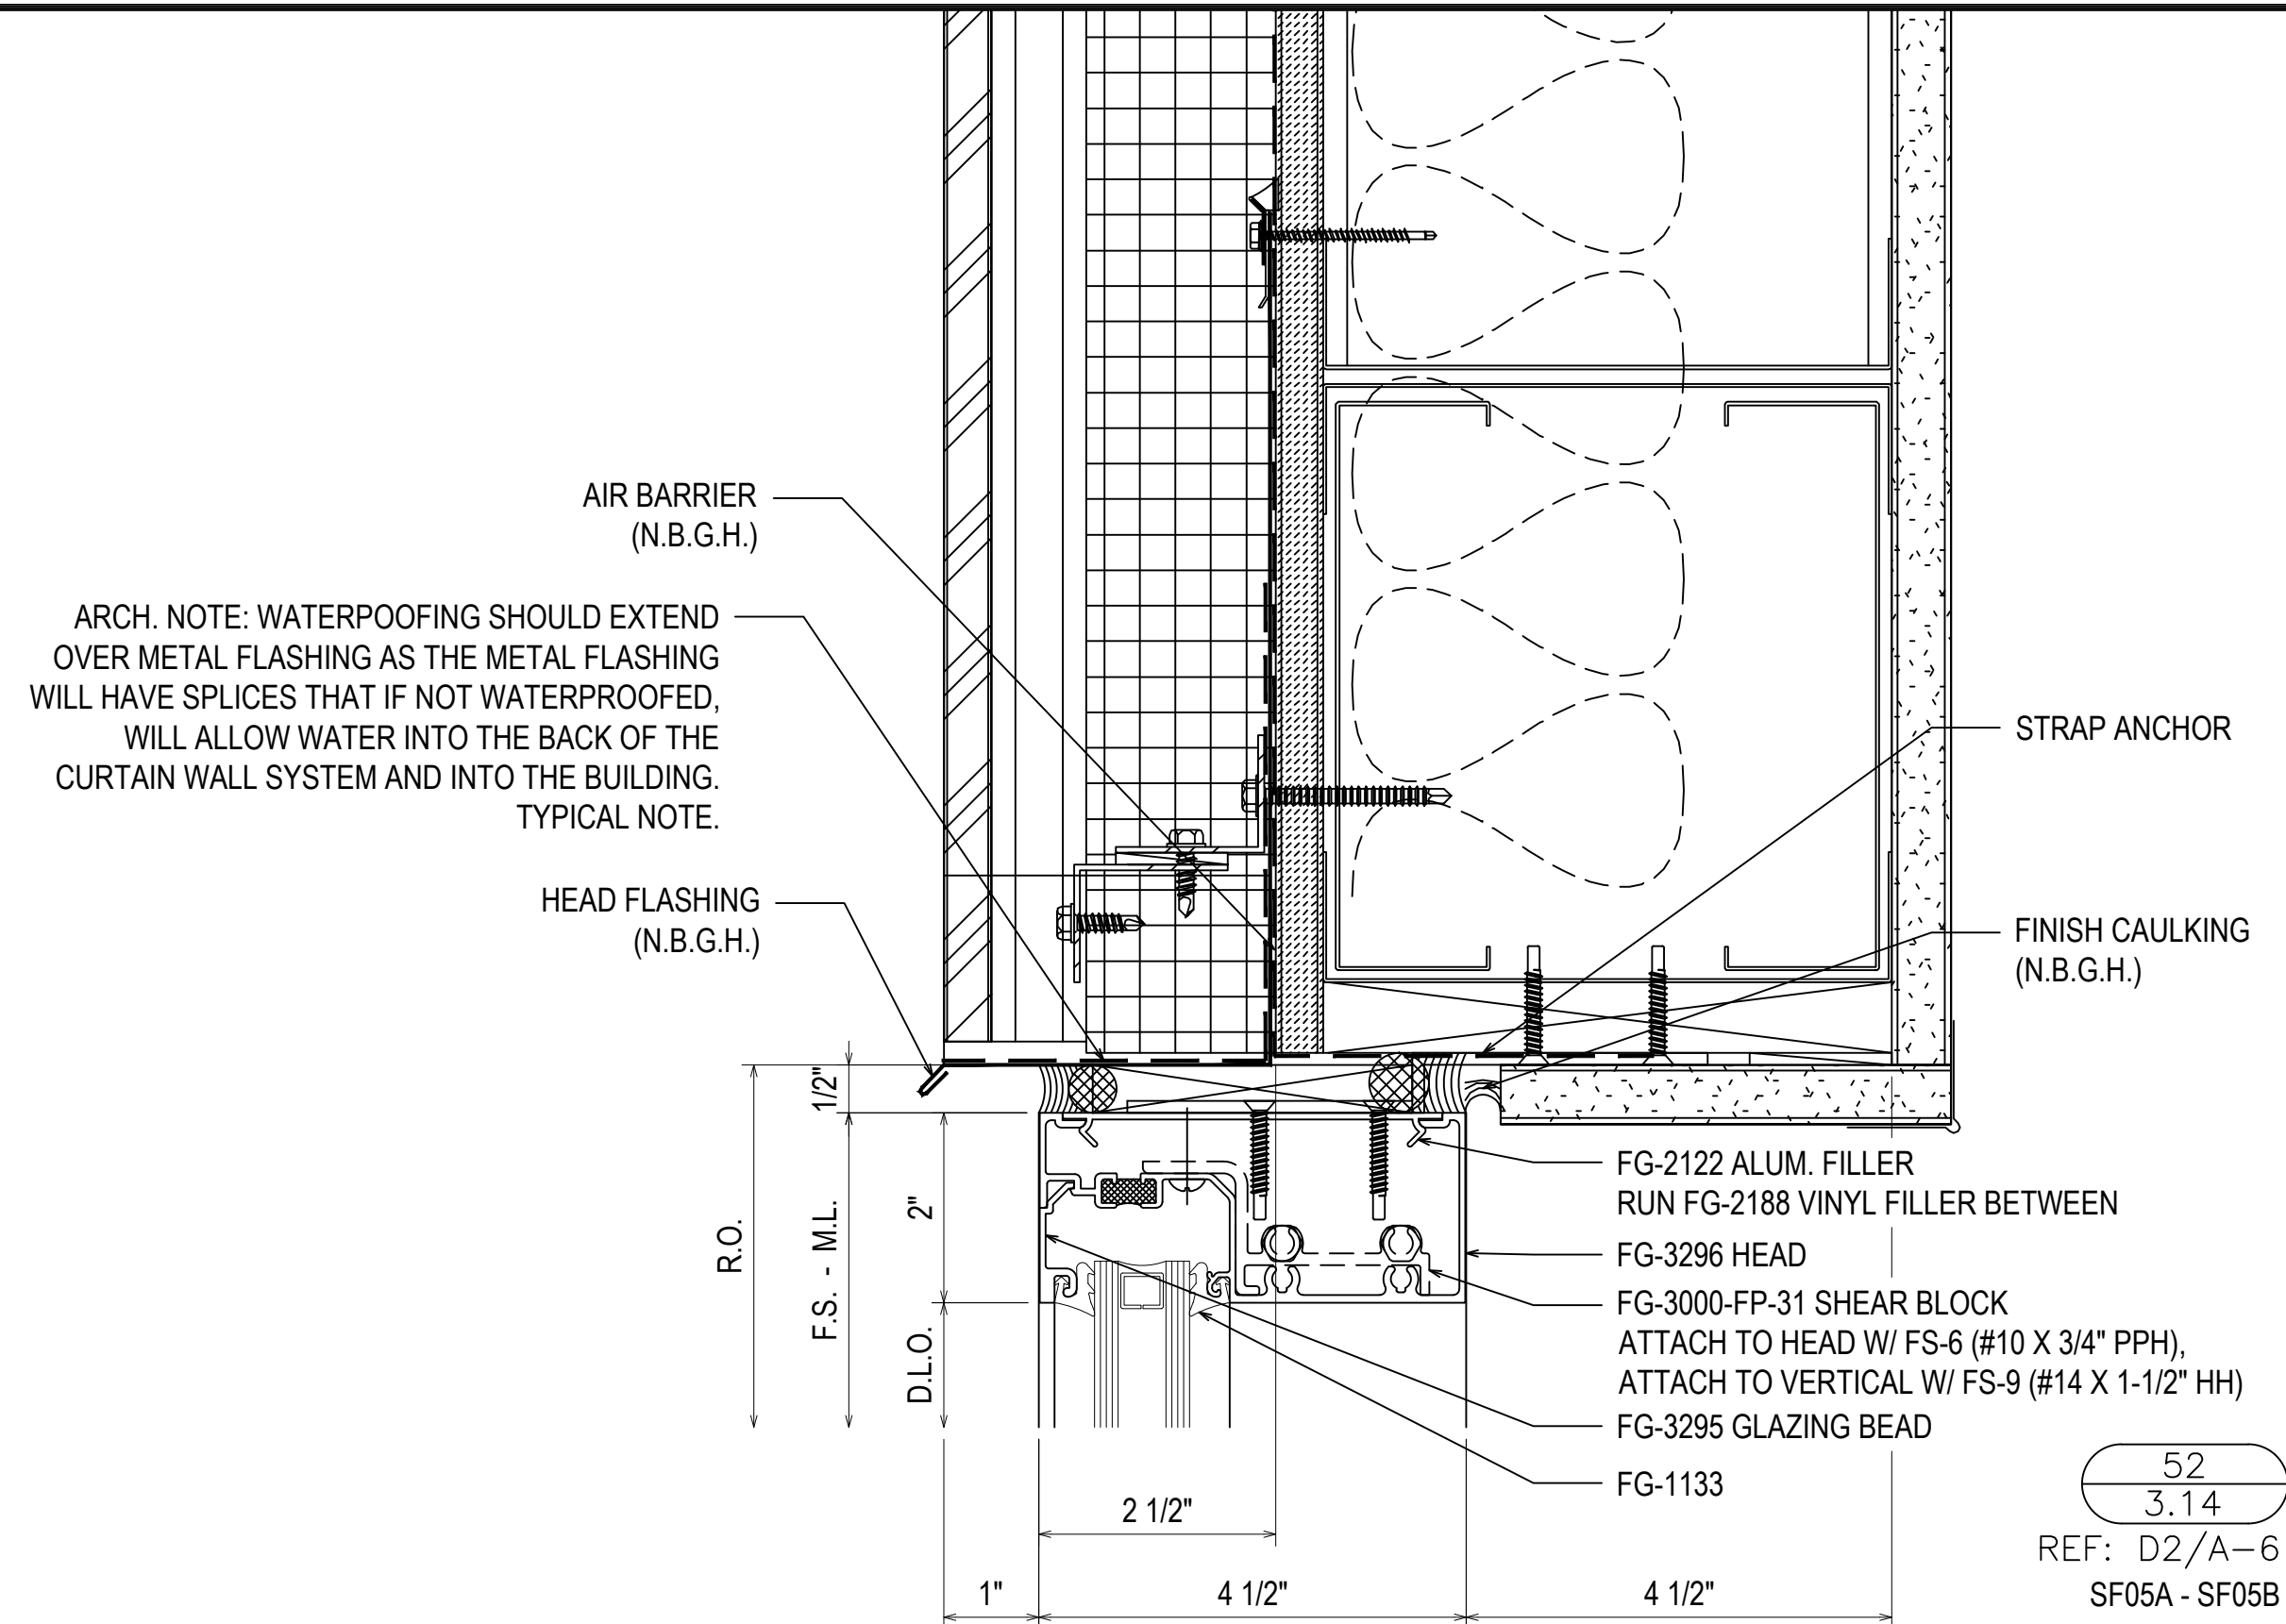 AIR BARRIER
(N.B.G.H.)
ARCH. NOTE: WATERPOOFING SHOULD EXTEND
OVER METAL FLASHING AS THE METAL FLASHING
WILL HAVE SPLICES THAT IF NOT WATERPROOFED,
WILL ALLOW WATER INTO THE BACK OF THE
CURTAIN WALL SYSTEM AND INTO THE BUILDING.
TYPICAL NOTE.
HEAD FLASHING
(N.B.G.H.)
STRAP ANCHOR
FINISH CAULKING
(N.B.G.H.)
1/2"
2"
R.O.
F.S. - M.L.
D.L.O.
FG-2122 ALUM. FILLER
RUN FG-2188 VINYL FILLER BETWEEN
FG-3296 HEAD
FG-3000-FP-31 SHEAR BLOCK
ATTACH TO HEAD W/ FS-6 (#10 X 3/4" PPH),
ATTACH TO VERTICAL W/ FS-9 (#14 X 1-1/2" HH)
FG-3295 GLAZING BEAD
FG-1133
2 1/2"
1"
4 1/2"
4 1/2"
52
3.14
REF: D2/A-6
SF05A - SF05B